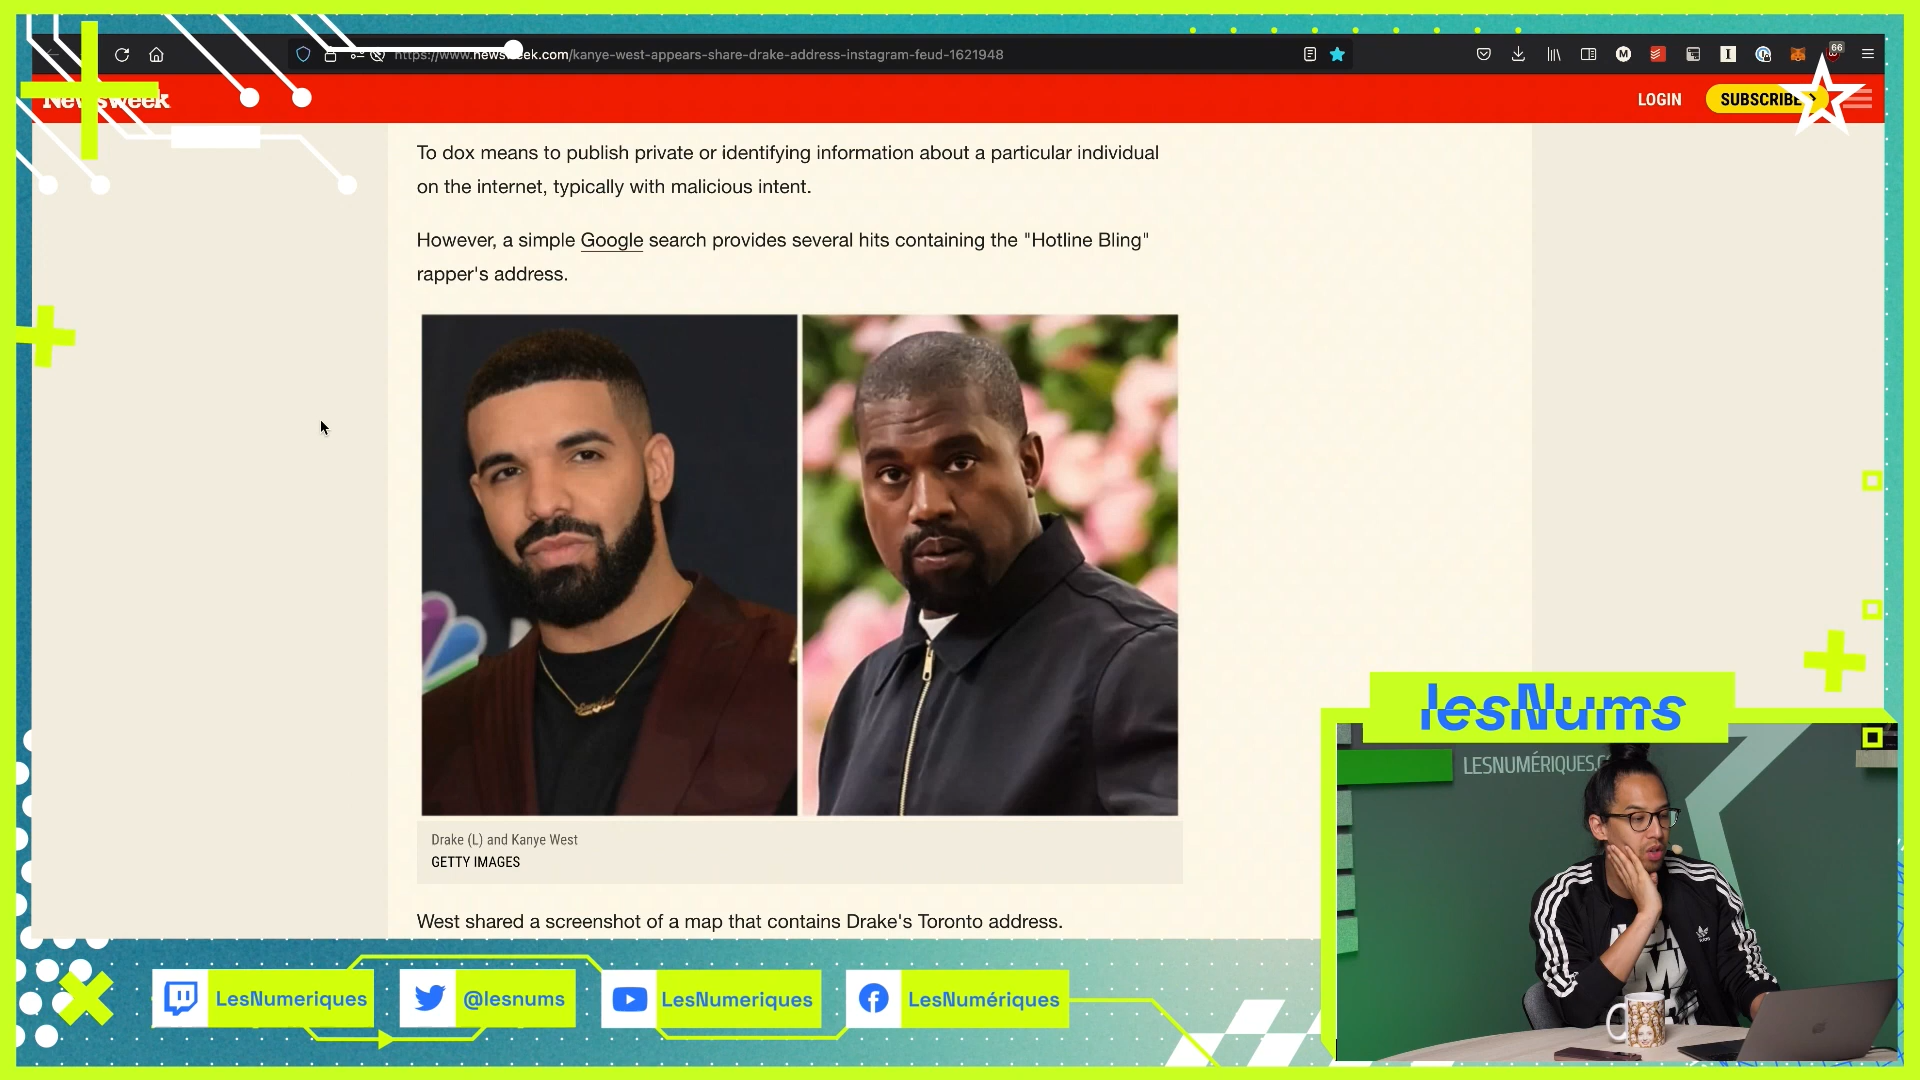 https://www.newsweek.com/kanye-west-appears-share-drake-address-instagram-feud-1621948
66
Newsweek
LOGIN
SUBSCRIBE
To dox means to publish private or identifying information about a particular individual
on the internet, typically with malicious intent.
However, a simple Google search provides several hits containing the "Hotline Bling"
rapper's address.
Drake (L) and Kanye West
GETTY IMAGES
West shared a screenshot of a map that contains Drake's Toronto address.
lesNums
LESNUMÉRIQUES.C
LesNumeriques
@lesnums
LesNumeriques
LesNumériques